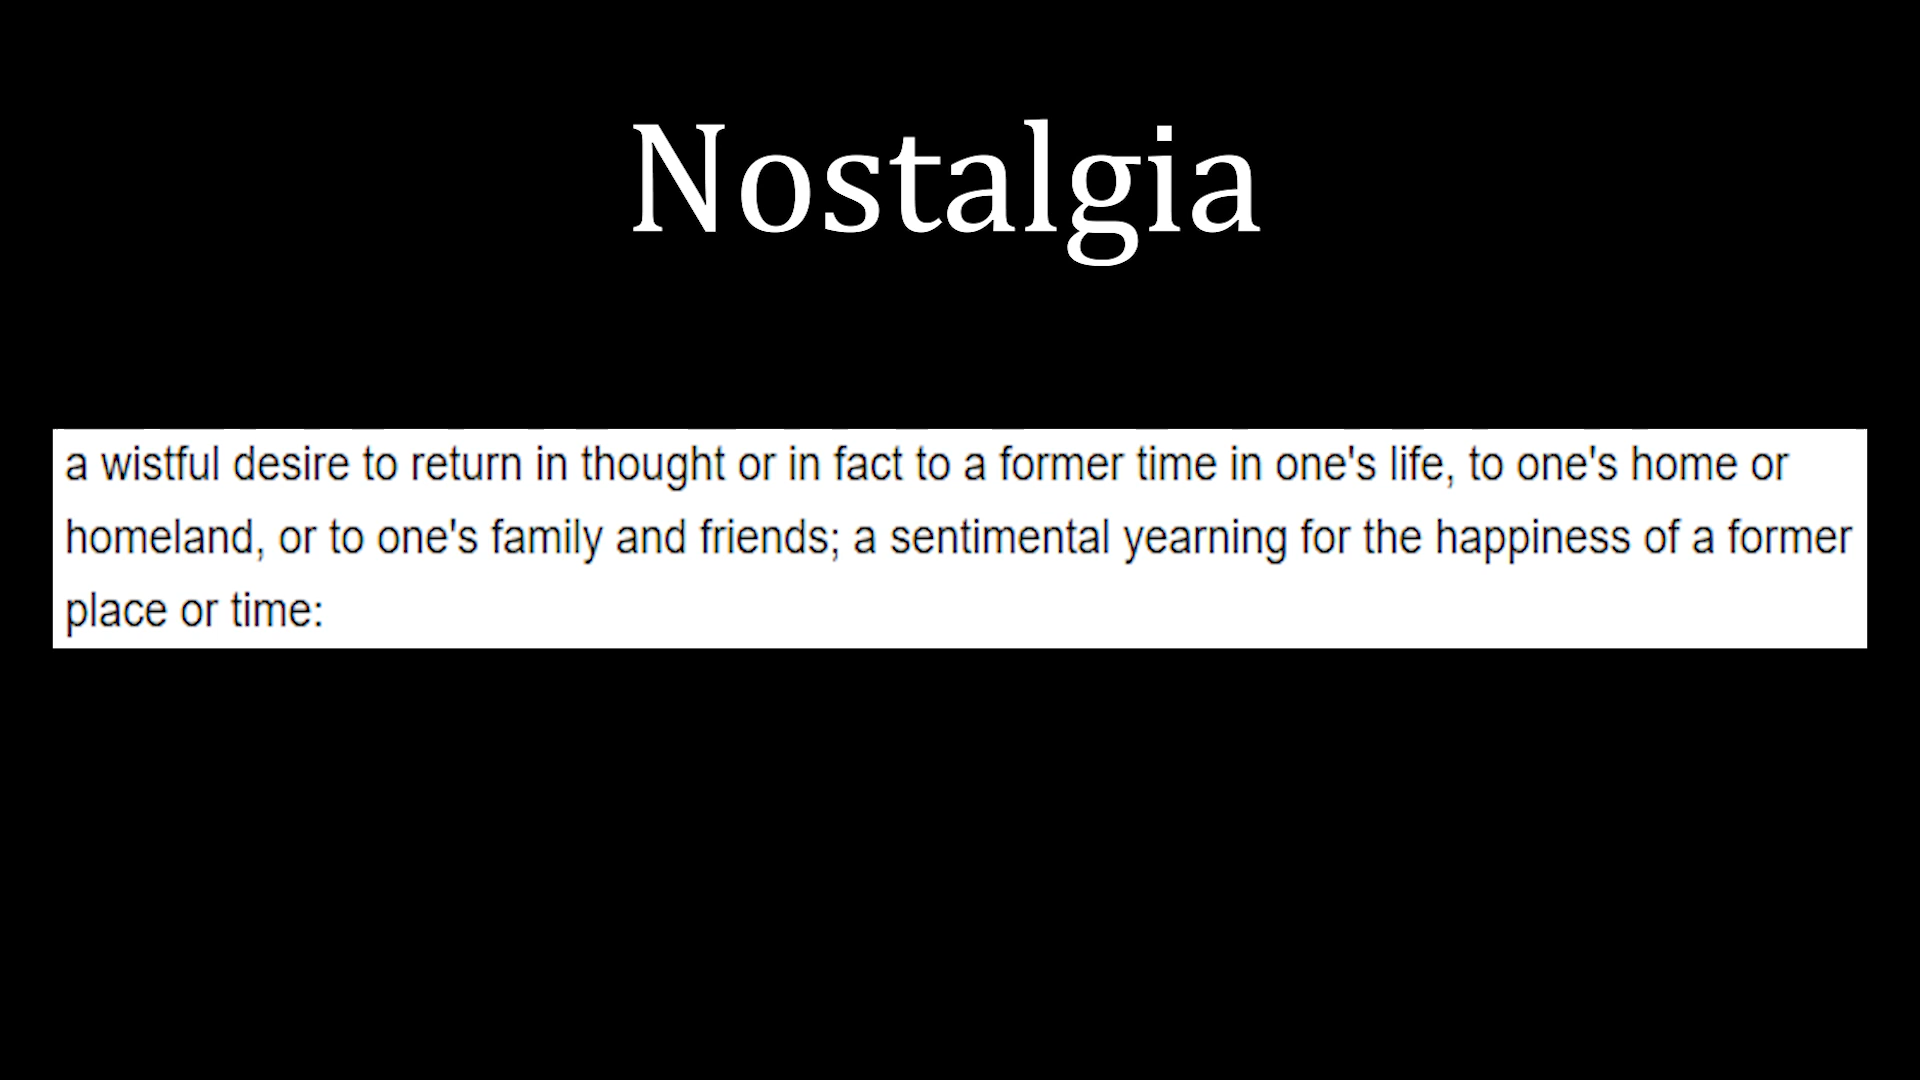 Nostalgia
a wistful desire to return in thought or in fact to a former time in one's life, to one's home or
homeland, or to one's family and friends; a sentimental yearning for the happiness of a former
place or time: